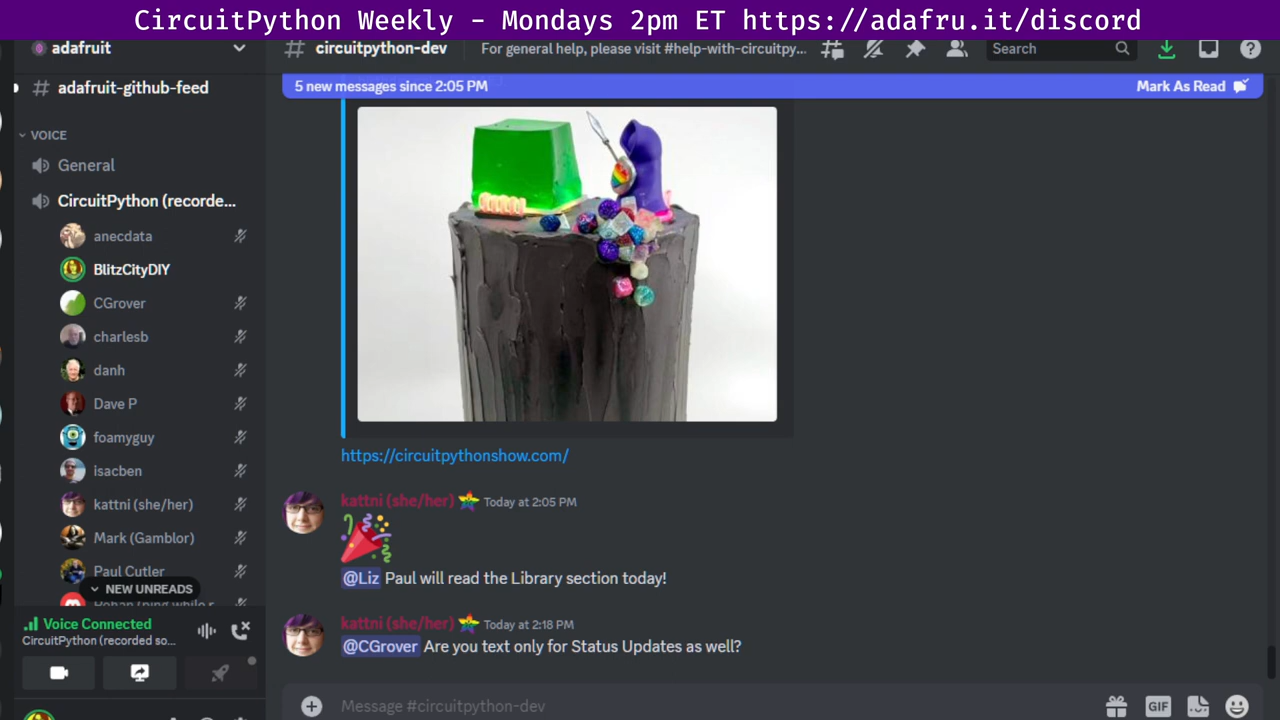 CircuitPython Weekly - Mondays 2pm ET https://adafru.it/discord
adafruit
circuitpython-dev
For general help, please visit #help-with-circuitpy...
Search
adafruit-github-feed
5 new messages since 2:05 PM
Mark As Read
VOICE
General
CircuitPython (recorde...
anecdata
BlitzCityDIY
CGrover
charlesb
danh
Dave P
foamyguy
isacben
kattni (she/her)
Mark (Gamblor)
Paul Cutler
NEW UNREADS
Voice Connected
CircuitPython (recorded so...
https://circuitpythonshow.com/
kattni (she/her) Today at 2:05 PM
@Liz Paul will read the Library section today!
kattni (she/her) Today at 2:18 PM
@CGrover Are you text only for Status Updates as well?
Message #circuitpython-dev
GIF